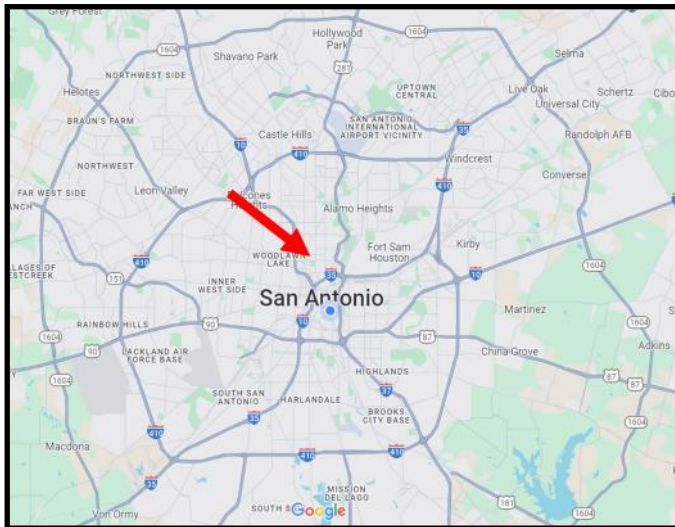 Grey Forest
Hollywood
Park
1604
1604
Shavano Park
Selma
281
NORTHWEST SIDE
UPTOWN
CENTRAL
Live Oak
Schertz
Helotes
Universal City
BRAUN'S FARM
SAN ANTONIO
INTERNATIONAL
AIRPORT VICINITY
35
Castle Hills
Randolph AFB
10
410
Windcrest
NORTHWEST
Converse
410
FAR WEST SIDE
Leon Valley
Alamo Heights
WOODLAWN
LAKE
Fort Sam
Houston
Kirby
410
1604
35
10
151
INNER
WEST SIDE
San Antonio
Martinez
10
RAINBOW HILLS
90
87
90
LACKLAND AIR
FORCE BASE
China Grove
Adkins
HIGHLANDS
87
87
1604
SOUTH SAN
ANTONIO
HARLANDALE
37
35
BROOKS
CITY BASE
1604
410
Macdona
410
410
35
MISSION
DEL LAGO
181
Von Ormy
SOUTH S
Google
1604